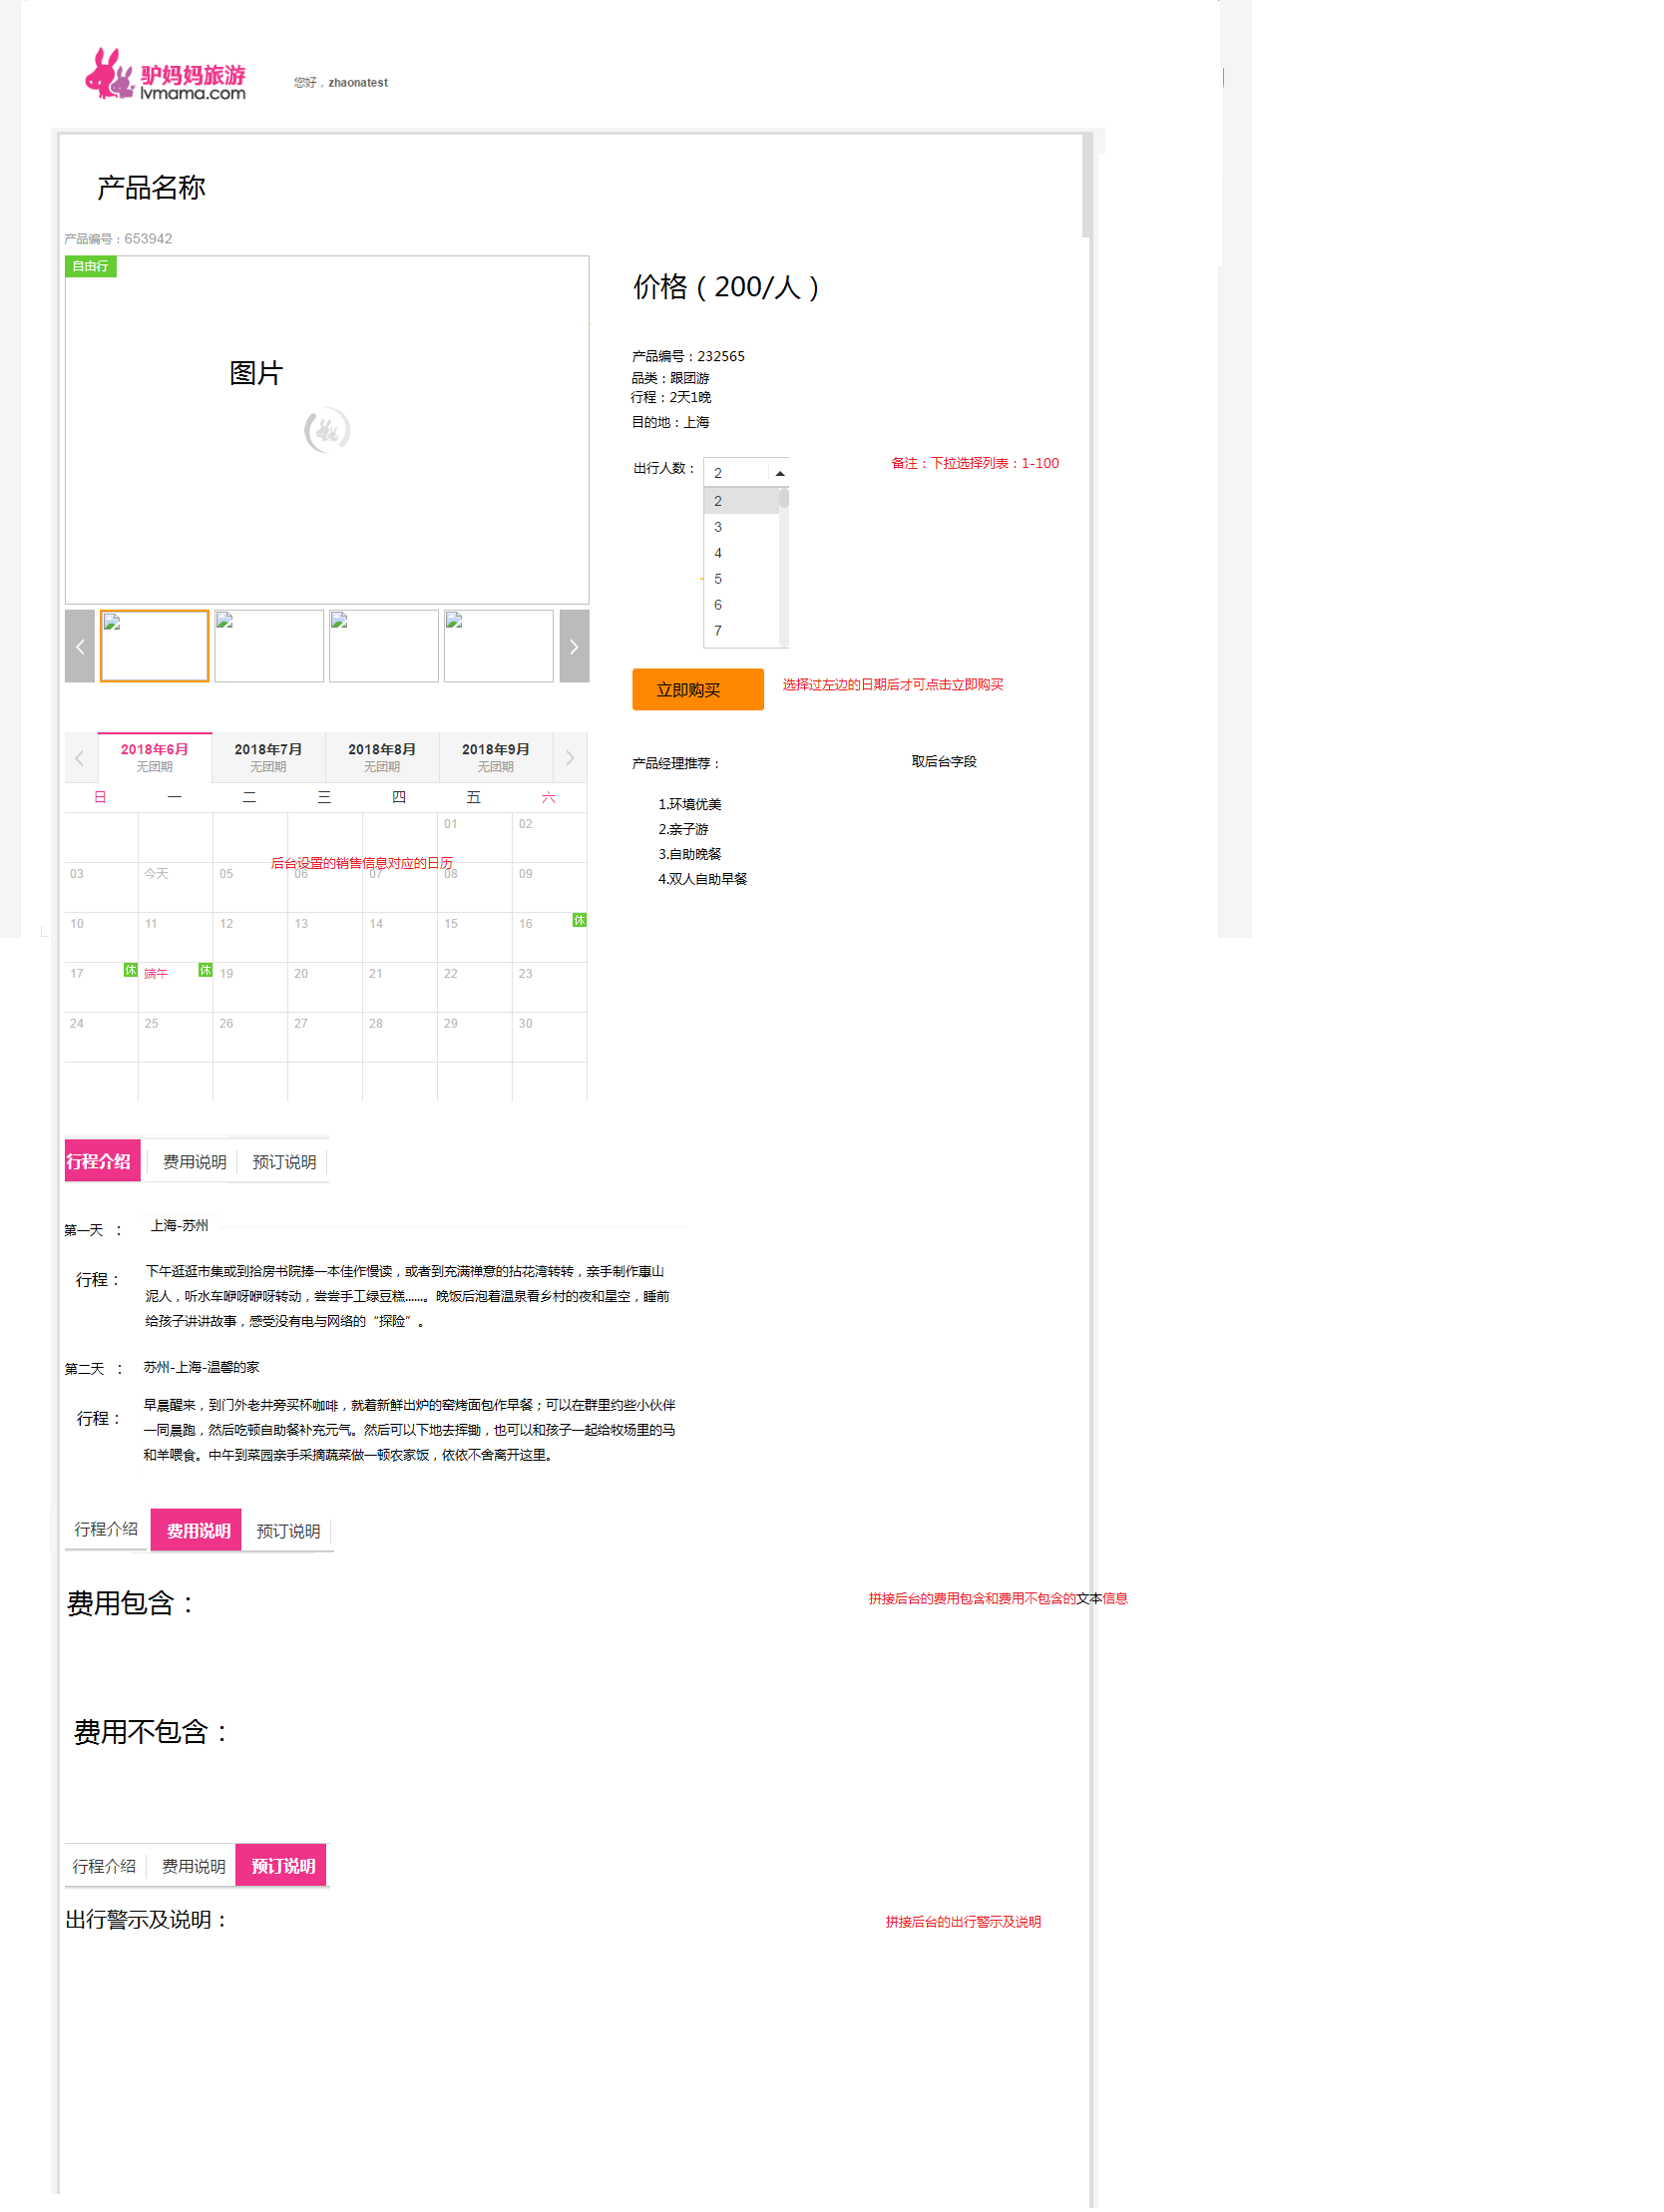 驴妈妈旅游
lvmama.com
您好，zhaonatest
产品名称
产品编号：653942
自由行
图片
价格（200/人）
产品编号：232565
品类：跟团游
行程：2天1晚
目的地：上海
出行人数：
2
备注：下拉选择列表：1-100
2
3
4
5
6
7
立即购买
选择过左边的日期后才可点击立即购买
2018年6月 2018年7月 2018年8月 2018年9月
无团期 无团期 无团期 无团期
日 一 二 三 四 五 六
01 02
后台设置的销售信息对应的日历
03 今天 05 06 07 08 09
10 11 12 13 14 15 16 休
17 休 端午 休 19 20 21 22 23
24 25 26 27 28 29 30
产品经理推荐：
取后台字段
1.环境优美
2.亲子游
3.自助晚餐
4.双人自助早餐
行程介绍 费用说明 预订说明
第一天 ： 上海-苏州
行程：
下午逛逛市集或到拾房书院捧一本佳作慢读，或者到充满禅意的拈花湾转转，亲手制作惠山
泥人，听水车咿呀咿呀转动，尝尝手工绿豆糕......。晚饭后泡着温泉看乡村的夜和星空，睡前
给孩子讲讲故事，感受没有电与网络的“探险”。
第二天 ： 苏州-上海-温馨的家
行程：
早晨醒来，到门外老井旁买杯咖啡，就着新鲜出炉的窑烤面包作早餐；可以在群里约些小伙伴
一同晨跑，然后吃顿自助餐补充元气。然后可以下地去挥锄，也可以和孩子一起给牧场里的马
和羊喂食。中午到菜园亲手采摘蔬菜做一顿农家饭，依依不舍离开这里。
行程介绍 费用说明 预订说明
费用包含：
拼接后台的费用包含和费用不包含的文本信息
费用不包含：
行程介绍 费用说明 预订说明
出行警示及说明：
拼接后台的出行警示及说明